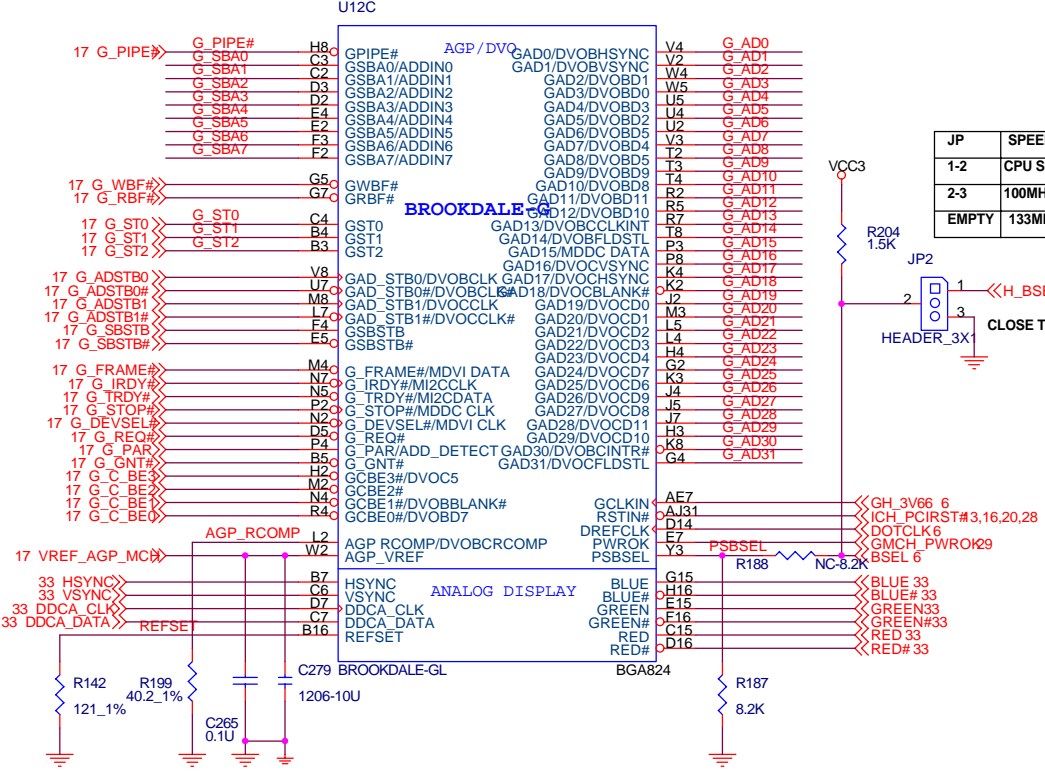 U12C
AGP/DVO
17 G_PIPE# G_PIPE# H8 GPIPE# GAD0/DVOBHSYNC V4 G_AD0
G_SBA0 C3 GSBA0/ADDIN0 GAD1/DVOBVSYNC V2 G_AD1
G_SBA1 C2 GSBA1/ADDIN1 GAD2/DVOBD1 W4 G_AD2
G_SBA2 D3 GSBA2/ADDIN2 GAD3/DVOBD0 W5 G_AD3
G_SBA3 D2 GSBA3/ADDIN3 GAD4/DVOBD3 U5 G_AD4
G_SBA4 E4 GSBA4/ADDIN4 GAD5/DVOBD2 U4 G_AD5
G_SBA5 E2 GSBA5/ADDIN5 GAD6/DVOBD5 U2 G_AD6
G_SBA6 F3 GSBA6/ADDIN6 GAD7/DVOBD4 V3 G_AD7
G_SBA7 F2 GSBA7/ADDIN7 GAD8/DVOBD5 T2 G_AD8
GAD9/DVOBD6 T3 G_AD9
17 G_WBF# G5 GWBF# GAD10/DVOBD8 T4 G_AD10
17 G_RBF# G7 GRBF# GAD11/DVOBD11 R2 G_AD11
BROOKDALE-G
GAD12/DVOBD10 R5 G_AD12
17 G_ST0 G_ST0 C4 GST0 GAD13/DVOBCCLKINT R7 G_AD13
17 G_ST1 G_ST1 B4 GST1 GAD14/DVOBFLDSTL T8 G_AD14
17 G_ST2 G_ST2 B3 GST2 GAD15/MDDC DATA P3 G_AD15
GAD16/DVOCVSYNC P8 G_AD16
17 G_ADSTB0 V8 GAD_STB0/DVOBCLK GAD17/DVOCHSYNC K4 G_AD17
17 G_ADSTB0# U7 GAD_STB0#/DVOBCLK# GAD18/DVOCBLANK# K2 G_AD18
17 G_ADSTB1 M8 GAD_STB1/DVOCCLK GAD19/DVOCD0 J2 G_AD19
17 G_ADSTB1# L7 GAD_STB1#/DVOCCLK# GAD20/DVOCD1 M3 G_AD20
17 G_SBSTB F4 GSBSTB GAD21/DVOCD2 L5 G_AD21
17 G_SBSTB# E5 GSBSTB# GAD22/DVOCD3 L4 G_AD22
GAD23/DVOCD4 H4 G_AD23
17 G_FRAME# M4 G_FRAME#/MDVI DATA GAD24/DVOCD7 G2 G_AD24
17 G_IRDY# N7 G_IRDY#/MI2CCLK GAD25/DVOCD6 K3 G_AD25
17 G_TRDY# N5 G_TRDY#/MI2CDATA GAD26/DVOCD9 J4 G_AD26
17 G_STOP# P2 G_STOP#/MDDC CLK GAD27/DVOCD8 J5 G_AD27
17 G_DEVSEL# N2 G_DEVSEL#/MDVI CLK GAD28/DVOCD11 J7 G_AD28
17 G_REQ# D5 G_REQ# GAD29/DVOCD10 H3 G_AD29
17 G_PAR P4 G_PAR/ADD_DETECT GAD30/DVOBCINTR# K8 G_AD30
17 G_GNT# B5 G_GNT# GAD31/DVOCFLDSTL G4 G_AD31
17 G_C_BE3 H2 GCBE3#/DVOC5
17 G_C_BE2 M2 GCBE2#
17 G_C_BE1 N4 GCBE1#/DVOBBLANK# GCLKIN AE7 GH_3V66 6
17 G_C_BE0 R4 GCBE0#/DVOBD7 RSTIN# AJ31 ICH_PCIRST# 13,16,20,28
DREFCLK D14 DOTCLK 6
AGP_RCOMP L2 AGP RCOMP/DVOBCRCOMP PWROK E7 GMCH_PWROK 29
17 VREF_AGP_MCH W2 AGP_VREF PSBSEL Y3 PSBSEL R188 NC-8.2K BSEL 6
ANALOG DISPLAY
33 HSYNC B7 HSYNC BLUE G15 BLUE 33
33 VSYNC C6 VSYNC BLUE# H16 BLUE# 33
33 DDCA_CLK D7 DDCA_CLK GREEN E15 GREEN 33
33 DDCA_DATA C7 DDCA_DATA GREEN# F16 GREEN# 33
REFSET B16 REFSET RED C15 RED 33
RED# D16 RED# 33
BROOKDALE-GL BGA824
R142
121_1%
R199
40.2_1%
C265
0.1U
C279
1206-10U
R187
8.2K
VCC3
R204
1.5K
JP2
2 1 3
HEADER_3X1
CLOSE T
JP SPEE
1-2 CPU S
2-3 100MH
EMPTY